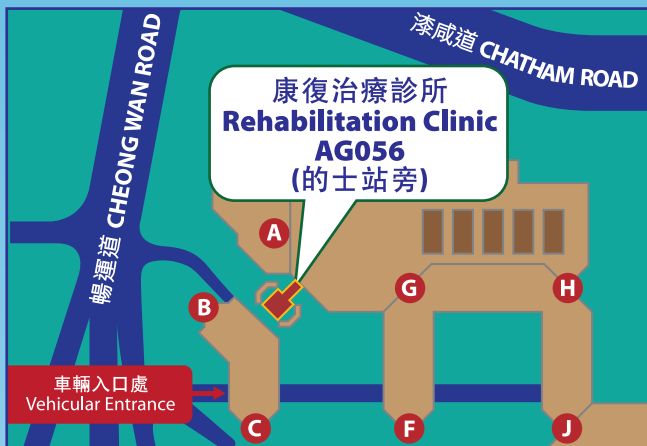 漆咸道 CHATHAM ROAD
暢運道 CHEONG WAN ROAD
康復治療診所
Rehabilitation Clinic
AG056
(的士站旁)
A
B
G
H
車輛入口處
Vehicular Entrance
C
F
J